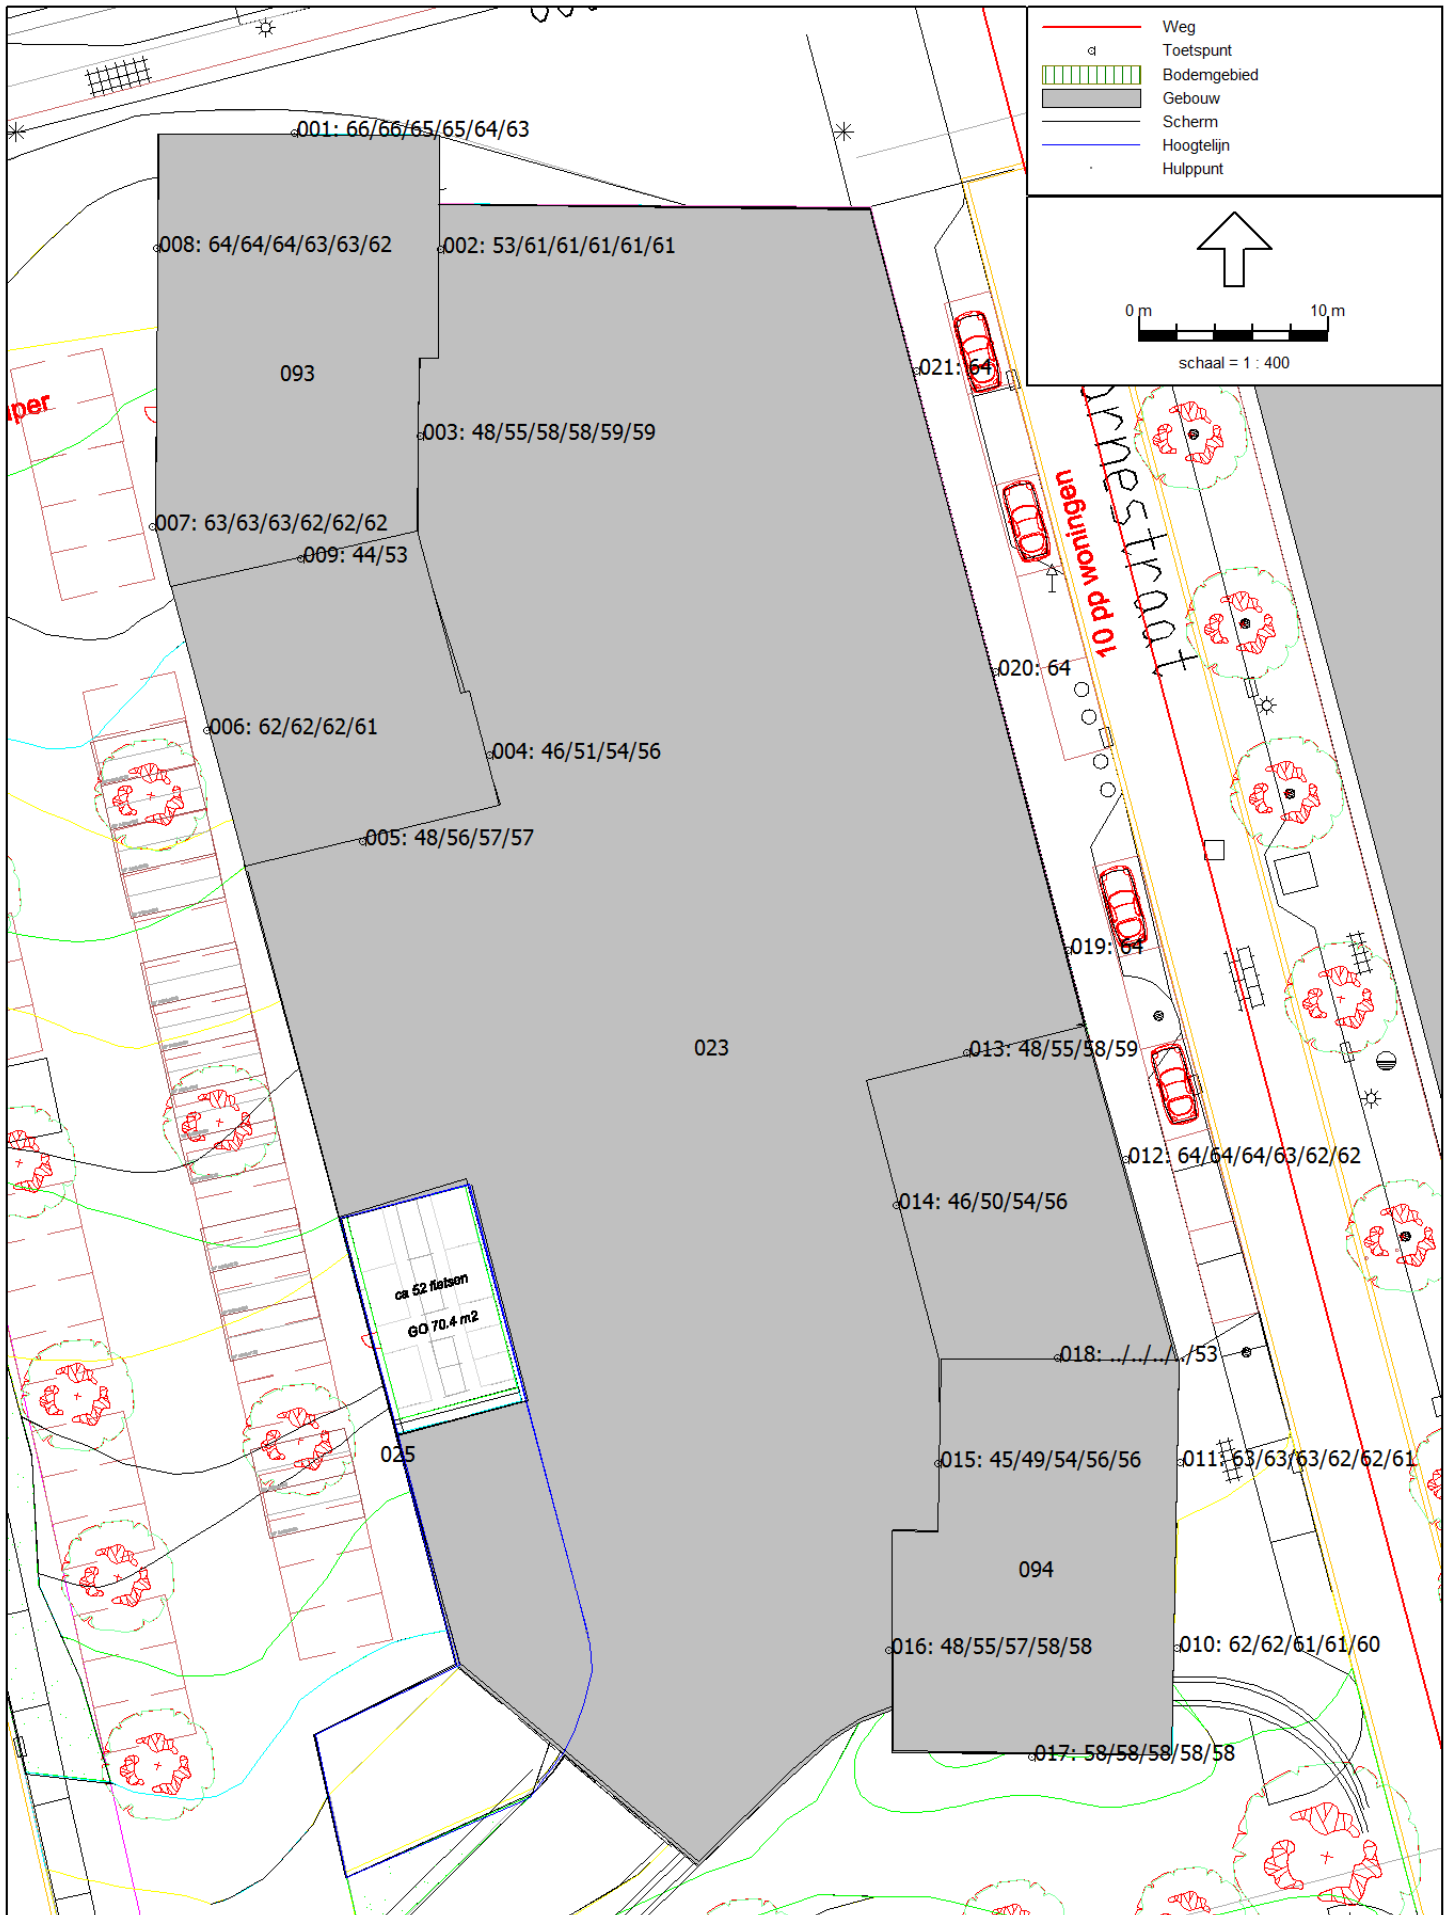 Weg
Toetspunt
Bodemgebied
Gebouw
Scherm
Hoogtelijn
Hulppunt
0 m
10 m
schaal = 1 : 400
001: 66/66/65/65/64/63
008: 64/64/64/63/63/62
002: 53/61/61/61/61/61
093
021: 64
003: 48/55/58/58/59/59
10 pp woningen
007: 63/63/63/62/62/62
009: 44/53
020: 64
006: 62/62/62/61
004: 46/51/54/56
005: 48/56/57/57
019: 64
023
013: 48/55/58/59
012: 64/64/64/63/62/62
014: 46/50/54/56
ca 52 fietsen
GO 70.4 m2
018: ../../../../53
025
015: 45/49/54/56/56
011: 63/63/63/62/62/61
094
016: 48/55/57/58/58
010: 62/62/61/61/60
017: 58/58/58/58/58